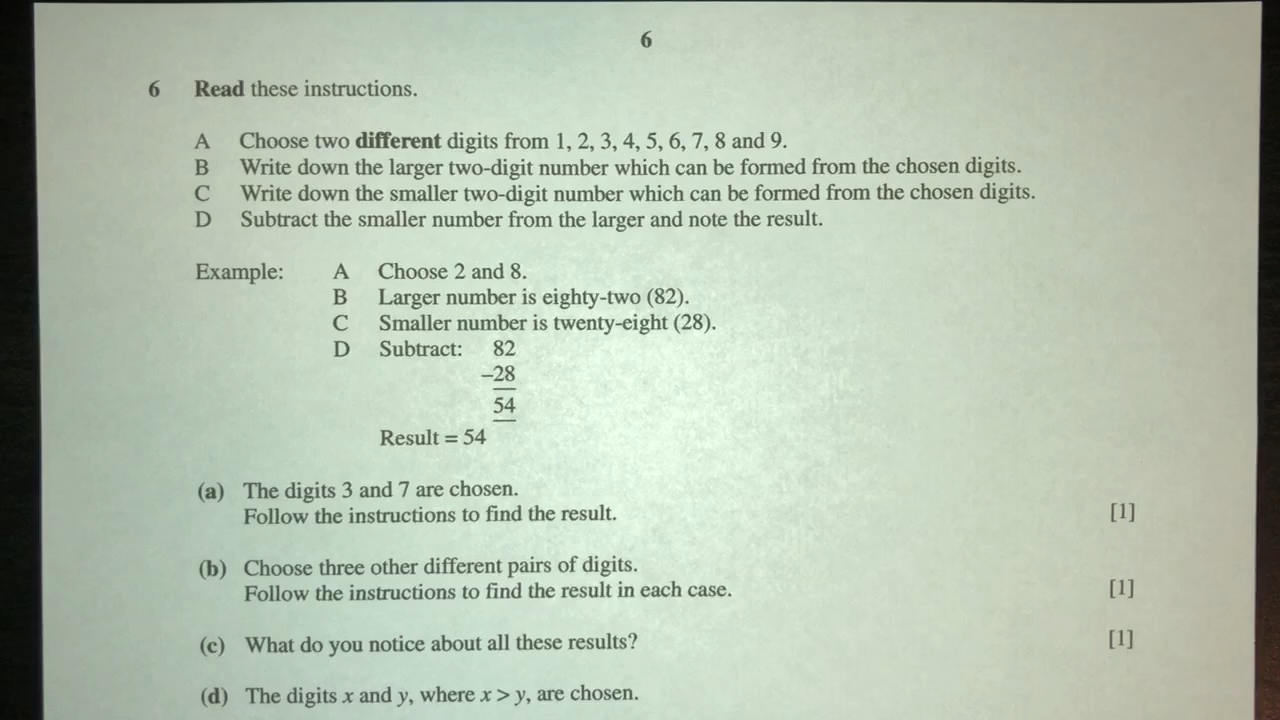 6
6 Read these instructions.
A Choose two different digits from 1, 2, 3, 4, 5, 6, 7, 8 and 9.
B Write down the larger two-digit number which can be formed from the chosen digits.
C Write down the smaller two-digit number which can be formed from the chosen digits.
D Subtract the smaller number from the larger and note the result.
Example: A Choose 2 and 8.
B Larger number is eighty-two (82).
C Smaller number is twenty-eight (28).
D Subtract: 82
–28
54
Result = 54
(a) The digits 3 and 7 are chosen.
Follow the instructions to find the result. [1]
(b) Choose three other different pairs of digits.
Follow the instructions to find the result in each case. [1]
(c) What do you notice about all these results? [1]
(d) The digits x and y, where x > y, are chosen.